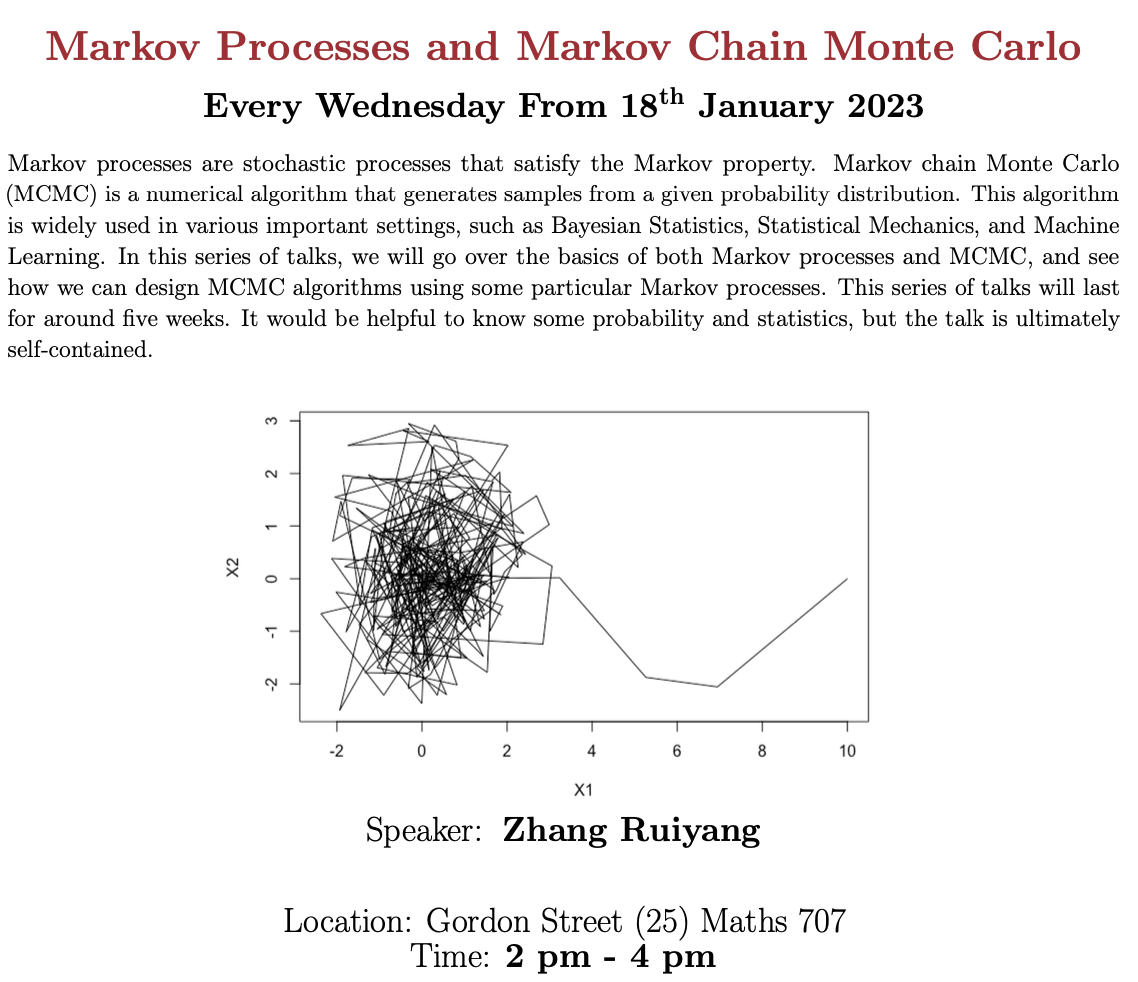 Markov Processes and Markov Chain Monte Carlo
Every Wednesday From 18th January 2023
Markov processes are stochastic processes that satisfy the Markov property. Markov chain Monte Carlo
(MCMC) is a numerical algorithm that generates samples from a given probability distribution. This algorithm
is widely used in various important settings, such as Bayesian Statistics, Statistical Mechanics, and Machine
Learning. In this series of talks, we will go over the basics of both Markov processes and MCMC, and see
how we can design MCMC algorithms using some particular Markov processes. This series of talks will last
for around five weeks. It would be helpful to know some probability and statistics, but the talk is ultimately
self-contained.
3
2
1
0
-1
-2
X2
-2 0 2 4 6 8 10
X1
Speaker: Zhang Ruiyang
Location: Gordon Street (25) Maths 707
Time: 2 pm - 4 pm